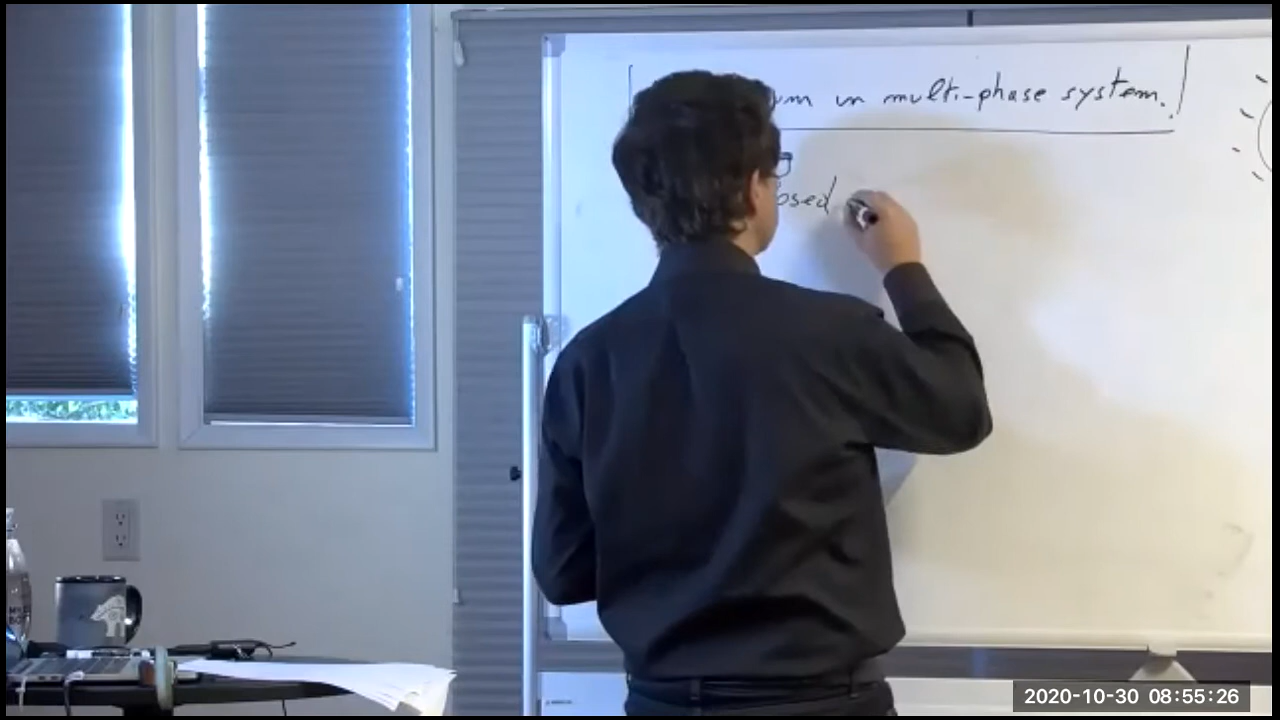 um in multi-phase system.
osed
2020-10-30 08:55:26